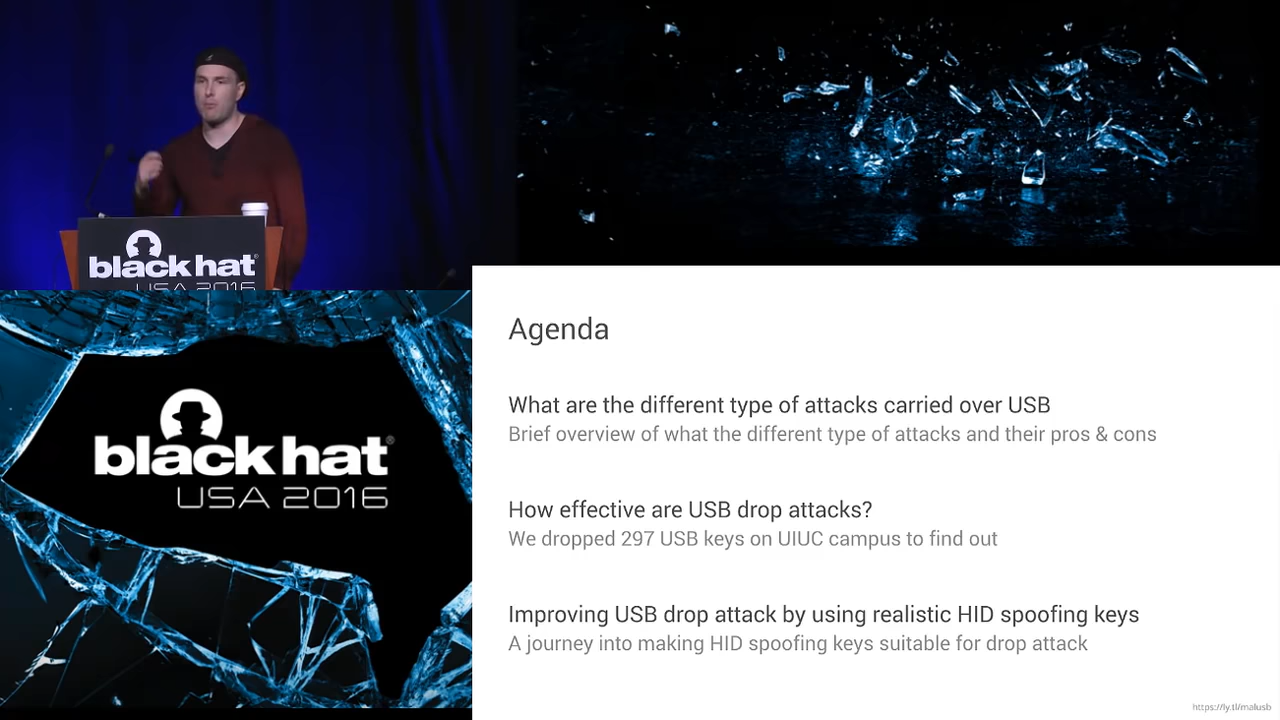 black hat
USA 2016
black hat®
USA 2016
Agenda
What are the different type of attacks carried over USB
Brief overview of what the different type of attacks and their pros & cons
How effective are USB drop attacks?
We dropped 297 USB keys on UIUC campus to find out
Improving USB drop attack by using realistic HID spoofing keys
A journey into making HID spoofing keys suitable for drop attack
https://ly.tl/malusb